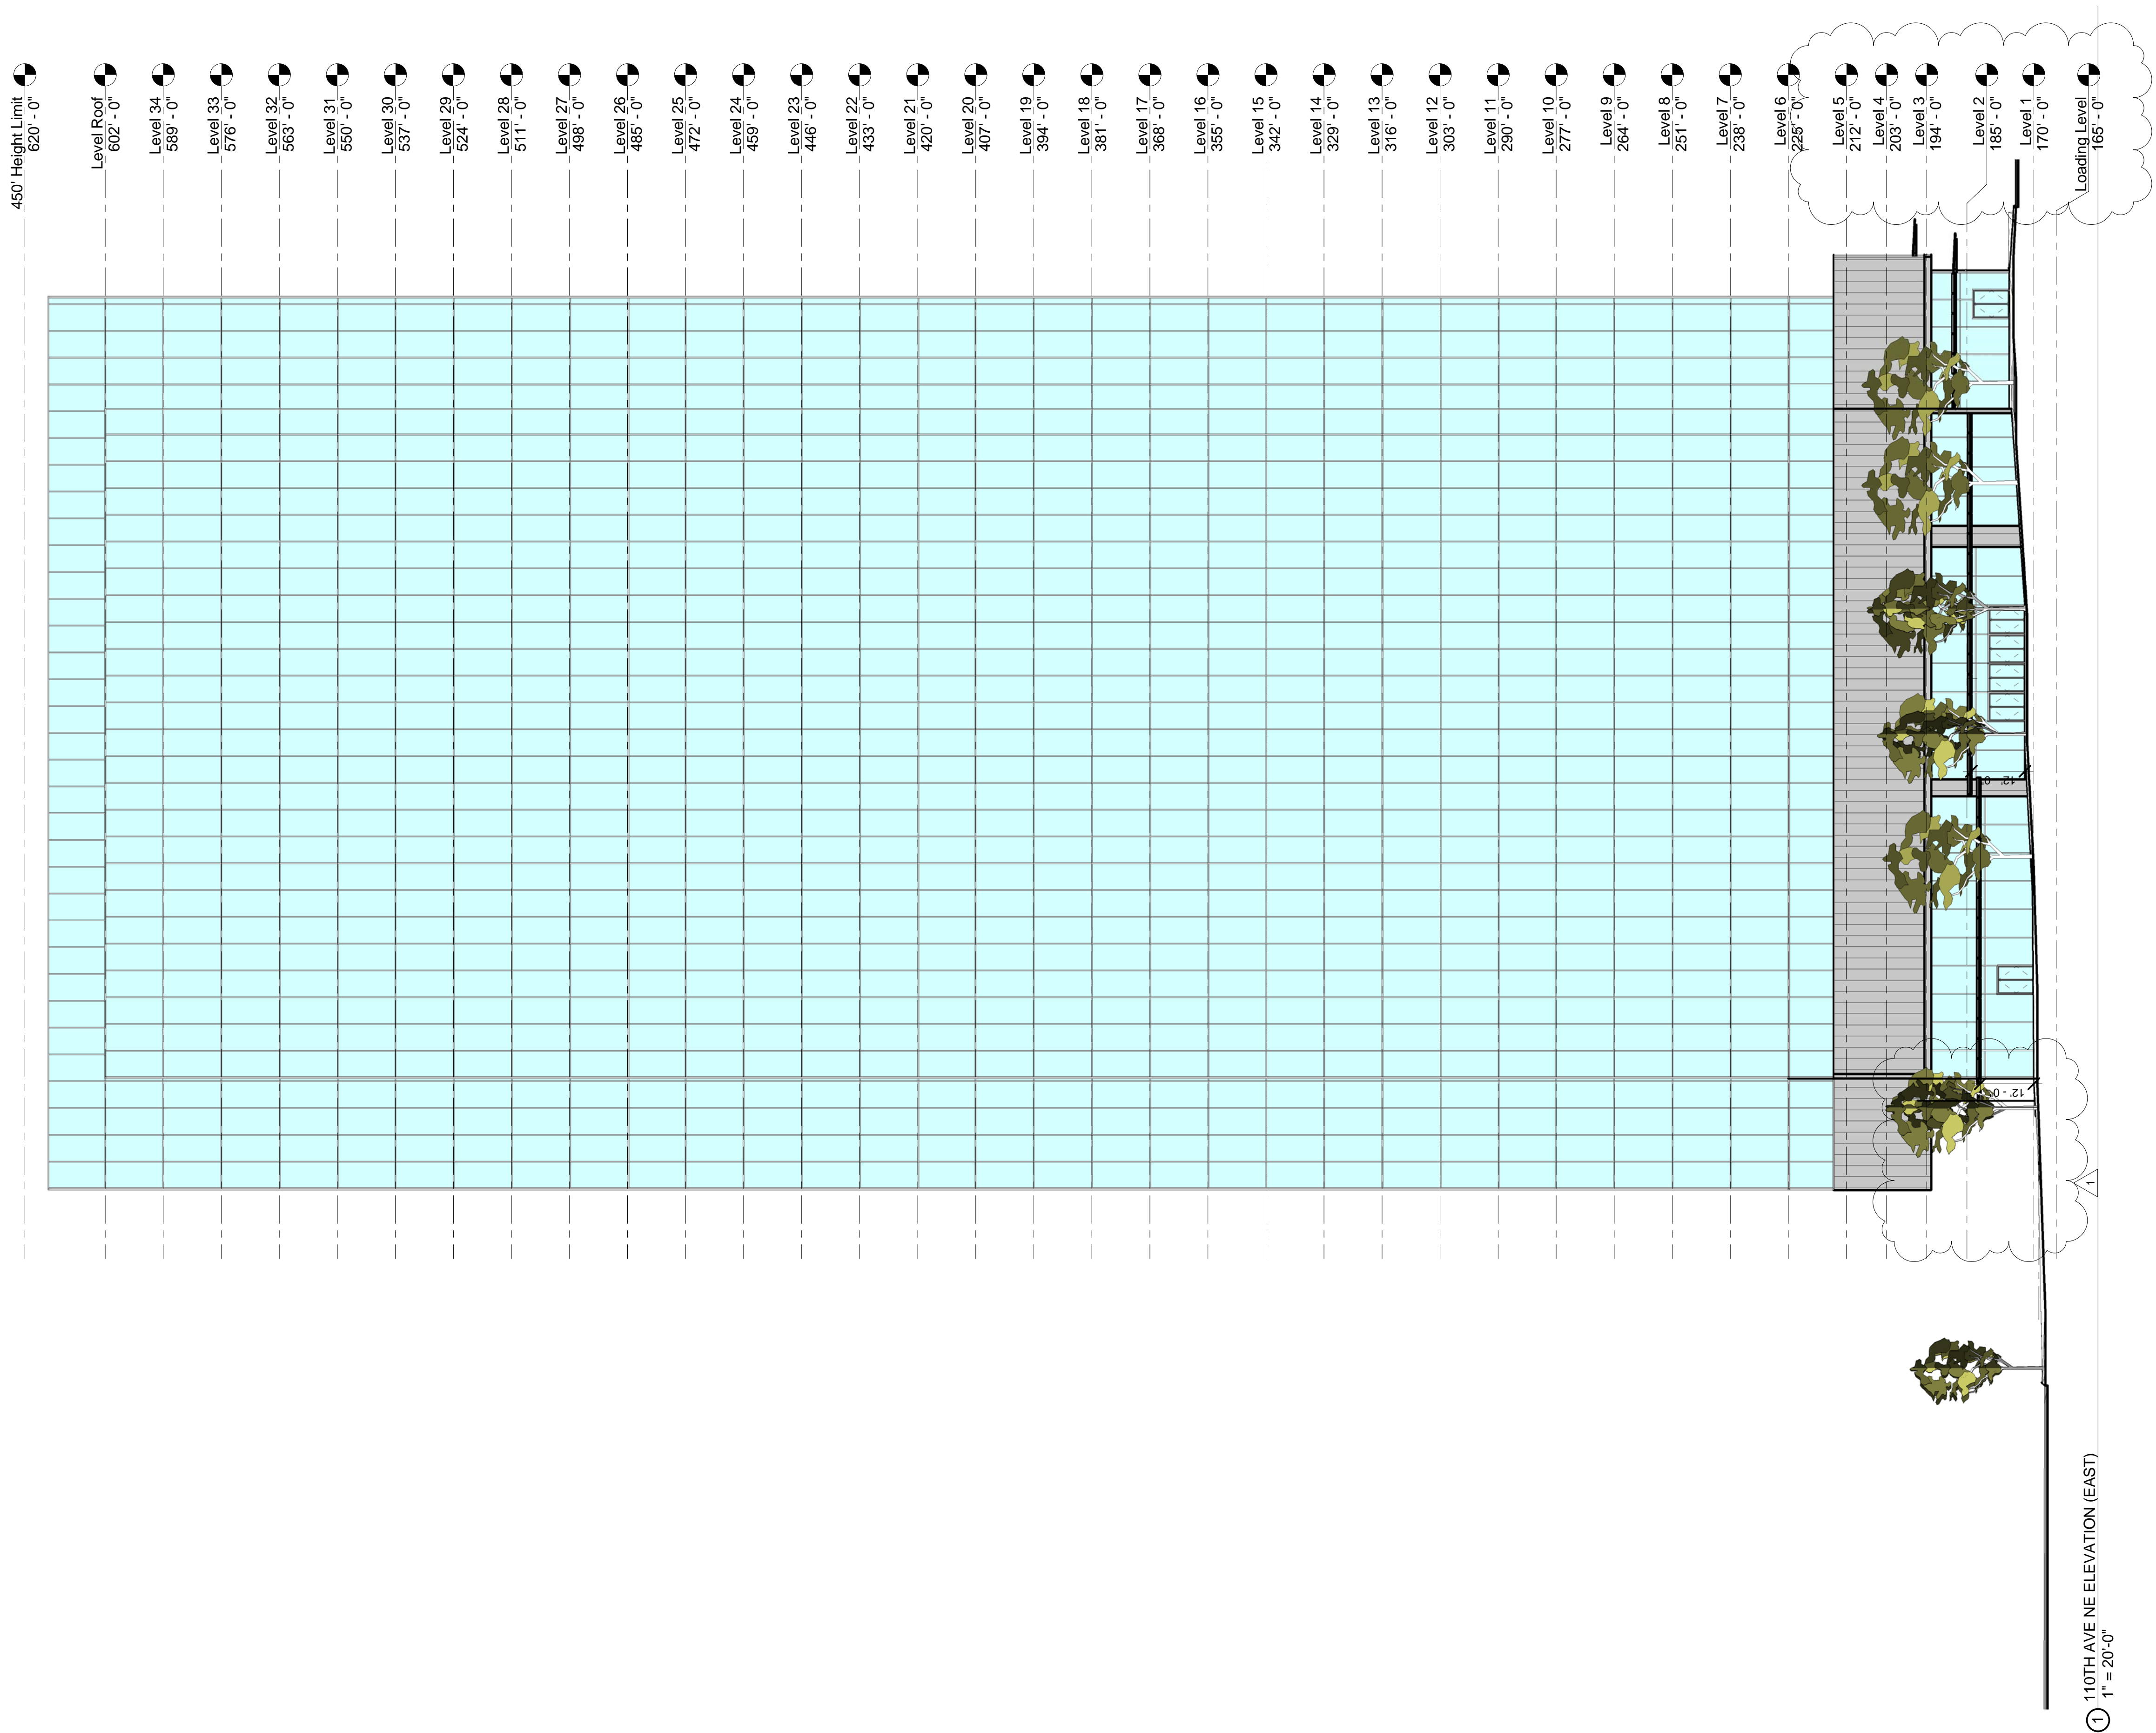 450' Height Limit
620' - 0"
Level Roof
602' - 0"
Level 34
589' - 0"
Level 33
576' - 0"
Level 32
563' - 0"
Level 31
550' - 0"
Level 30
537' - 0"
Level 29
524' - 0"
Level 28
511' - 0"
Level 27
498' - 0"
Level 26
485' - 0"
Level 25
472' - 0"
Level 24
459' - 0"
Level 23
446' - 0"
Level 22
433' - 0"
Level 21
420' - 0"
Level 20
407' - 0"
Level 19
394' - 0"
Level 18
381' - 0"
Level 17
368' - 0"
Level 16
355' - 0"
Level 15
342' - 0"
Level 14
329' - 0"
Level 13
316' - 0"
Level 12
303' - 0"
Level 11
290' - 0"
Level 10
277' - 0"
Level 9
264' - 0"
Level 8
251' - 0"
Level 7
238' - 0"
Level 6
225' - 0"
Level 5
212' - 0"
Level 4
203' - 0"
Level 3
194' - 0"
Level 2
185' - 0"
Level 1
170' - 0"
Loading Level
165' - 0"
12' - 0"
12' - 0"
1
1
110TH AVE NE ELEVATION (EAST)
1" = 20'-0"